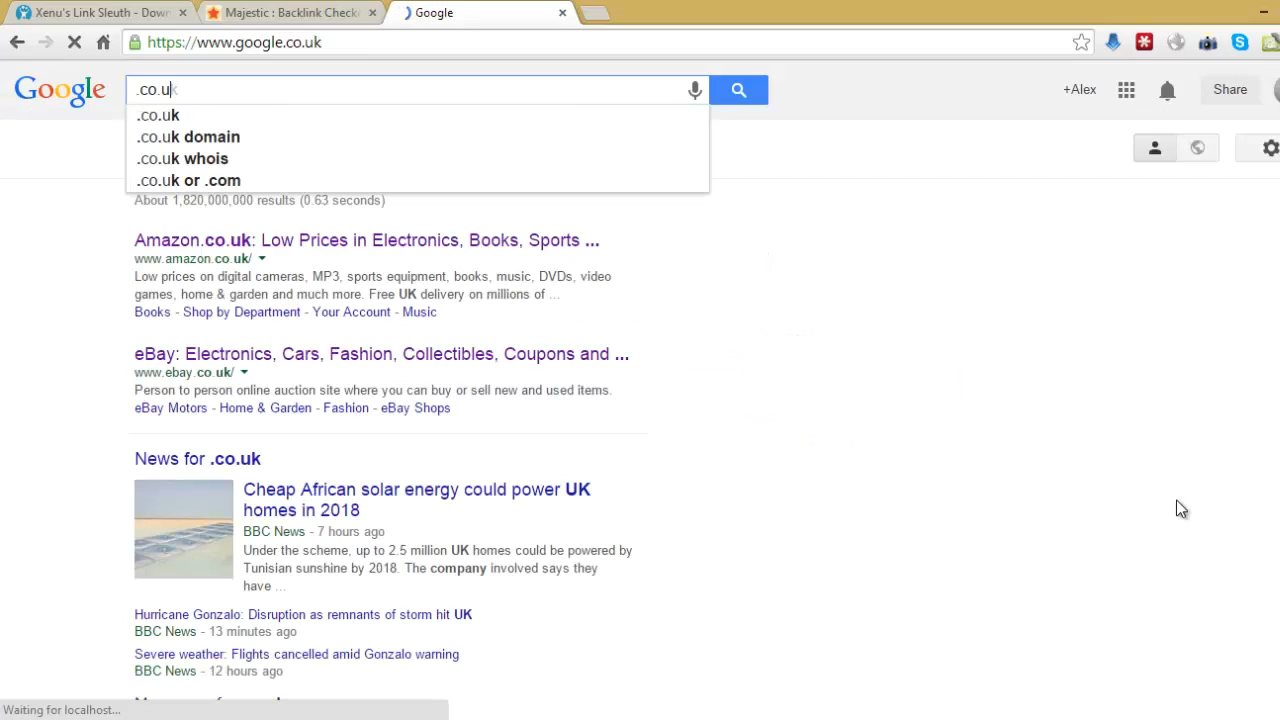 Xenu's Link Sleuth - Down
Majestic : Backlink Check
Google
https://www.google.co.uk
Google
.co.uk
+Alex
Share
.co.uk
.co.uk domain
.co.uk whois
.co.uk or .com
About 1,820,000,000 results (0.63 seconds)
Amazon.co.uk: Low Prices in Electronics, Books, Sports ...
www.amazon.co.uk/
Low prices on digital cameras, MP3, sports equipment, books, music, DVDs, video
games, home & garden and much more. Free UK delivery on millions of ...
Books - Shop by Department - Your Account - Music
eBay: Electronics, Cars, Fashion, Collectibles, Coupons and ...
www.ebay.co.uk/
Person to person online auction site where you can buy or sell new and used items.
eBay Motors - Home & Garden - Fashion - eBay Shops
News for .co.uk
Cheap African solar energy could power UK
homes in 2018
BBC News - 7 hours ago
Under the scheme, up to 2.5 million UK homes could be powered by
Tunisian sunshine by 2018. The company involved says they
have ...
Hurricane Gonzalo: Disruption as remnants of storm hit UK
BBC News - 13 minutes ago
Severe weather: Flights cancelled amid Gonzalo warning
BBC News - 12 hours ago
Waiting for localhost...